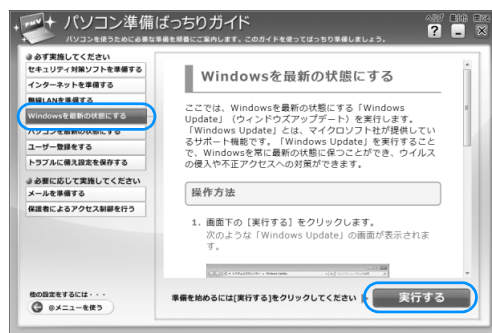 FMV
パソコン準備ばっちりガイド
パソコンを使うために必要な準備を順番にご案内します。このガイドを使ってばっちり準備しましょう。
ヘルプ 最小化 閉じる
必ず実施してください
セキュリティ対策ソフトを準備する
インターネットを準備する
無線LANを準備する
Windowsを最新の状態にする
パソコンを最新の状態にする
ユーザー登録をする
トラブルに備え設定を保存する
必要に応じて実施してください
メールを準備する
保護者によるアクセス制御を行う
他の設定をするには・・・
@メニューを使う
Windowsを最新の状態にする
ここでは、Windowsを最新の状態にする「Windows
Update」（ウィンドウズアップデート）を実行します。
「Windows Update」とは、マイクロソフト社が提供してい
るサポート機能です。「Windows Update」を実行すること
で、Windowsを常に最新の状態に保つことができ、ウイルス
の侵入や不正アクセスへの対策ができます。
操作方法
1. 画面下の［実行する］をクリックします。
次のような「Windows Update」の画面が表示されま
す。
準備を始めるには[実行する]をクリックしてください
実行する